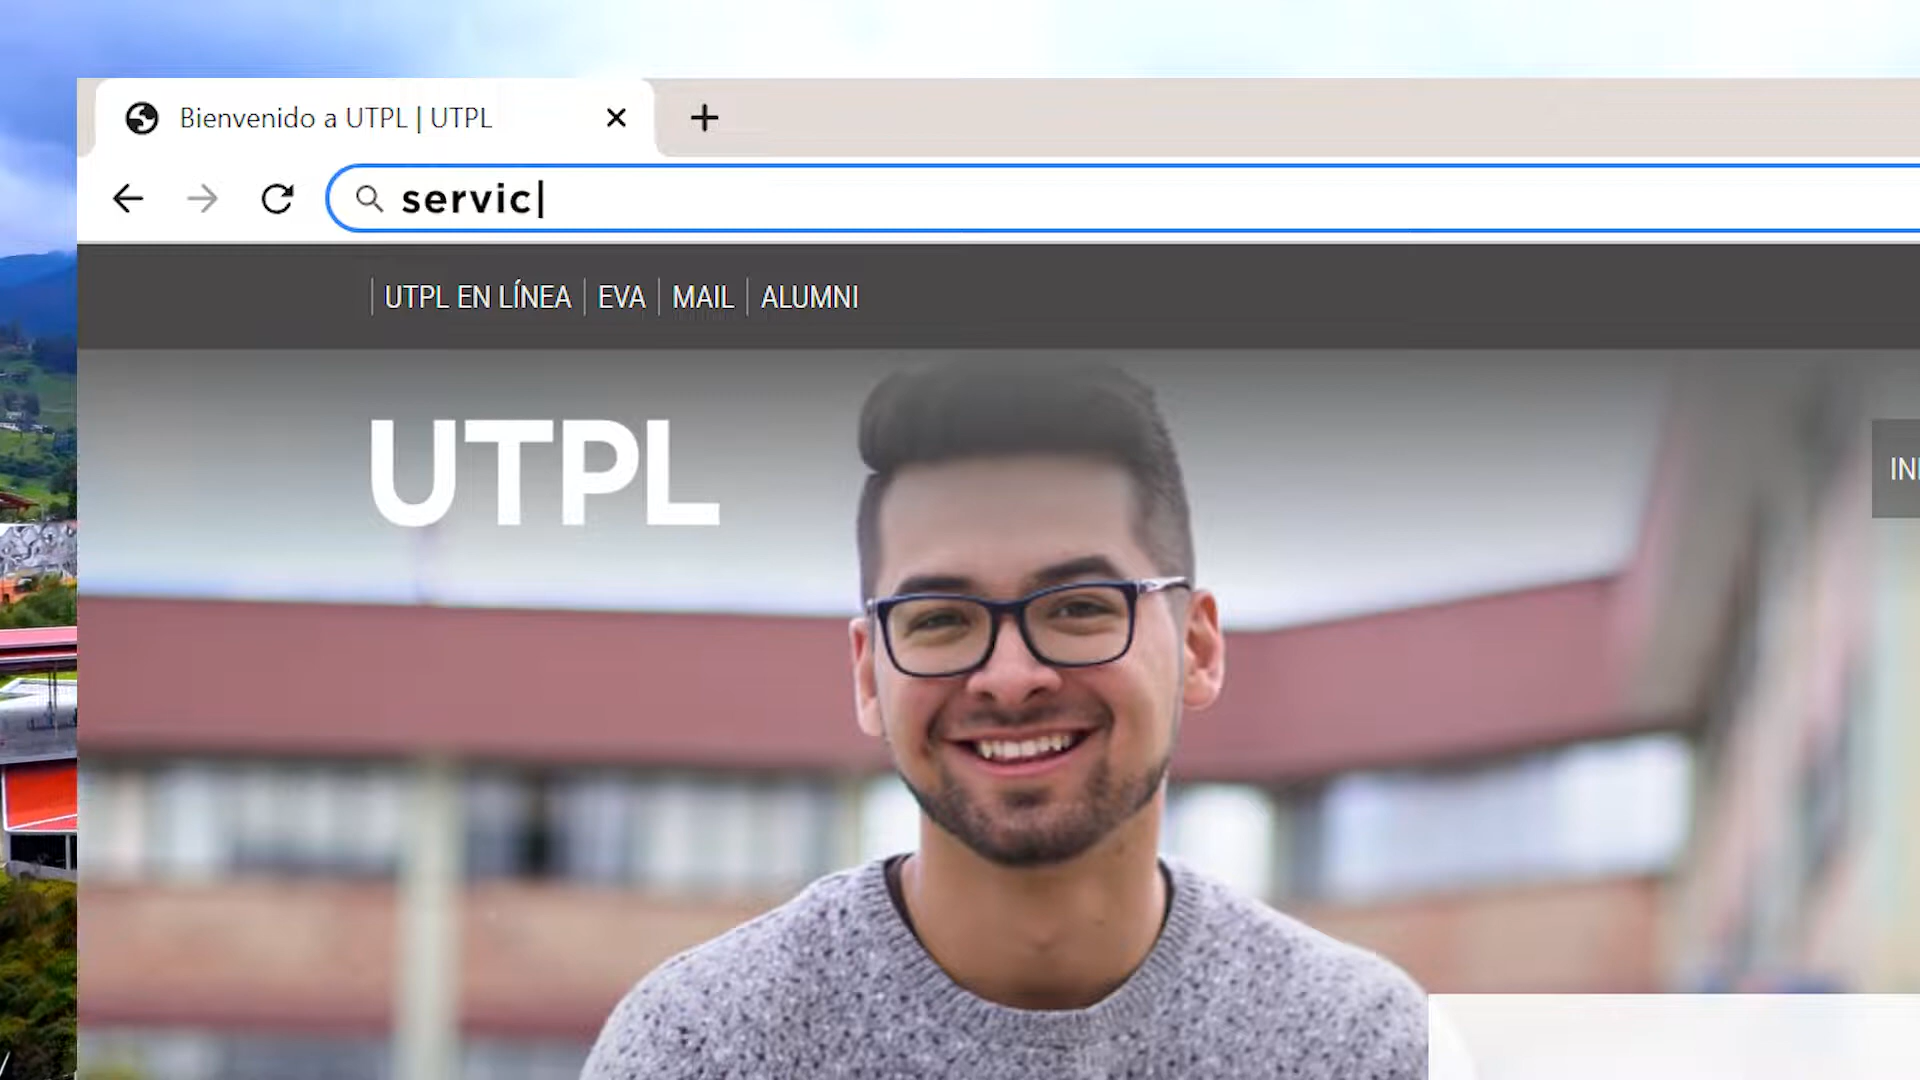 Bienvenido a UTPL | UTPL
servic
UTPL EN LÍNEA | EVA | MAIL | ALUMNI
UTPL